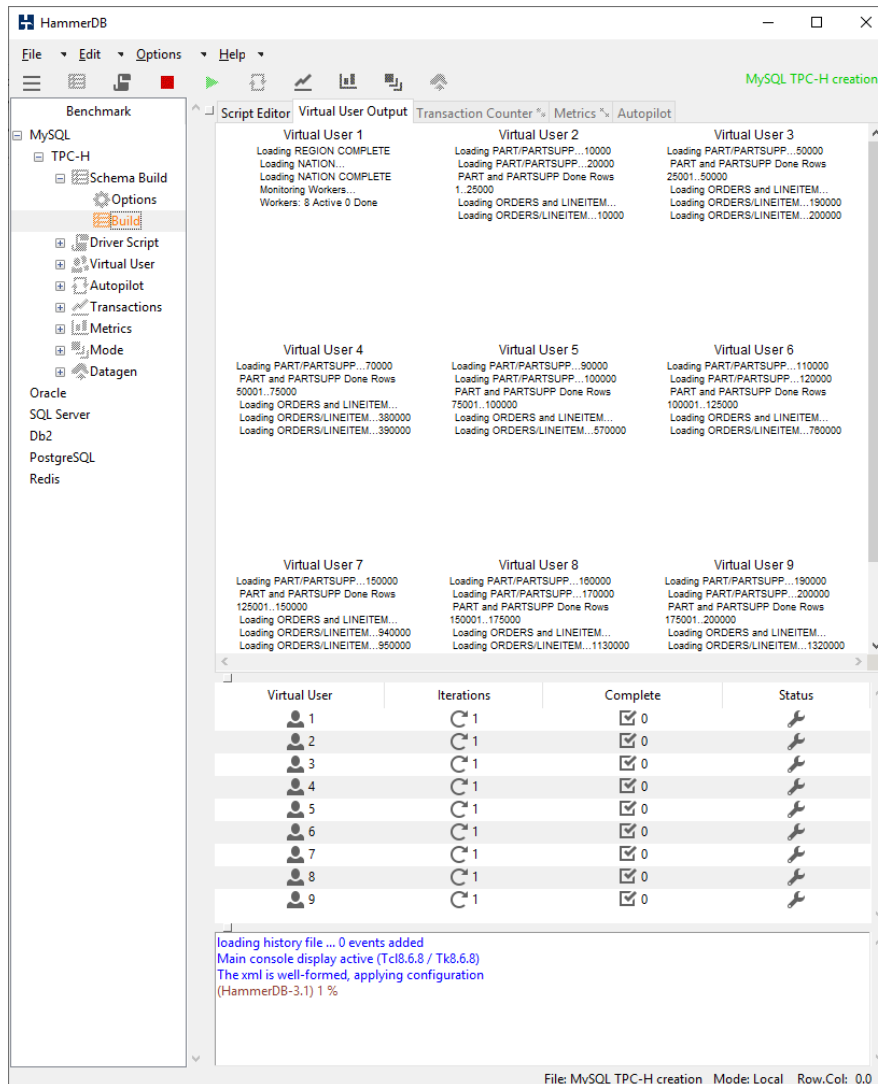 HammerDB
File Edit Options Help
MySQL TPC-H creation
Benchmark
MySQL
TPC-H
Schema Build
Options
Build
Driver Script
Virtual User
Autopilot
Transactions
Metrics
Mode
Datagen
Oracle
SQL Server
Db2
PostgreSQL
Redis
Script Editor Virtual User Output Transaction Counter Metrics Autopilot
Virtual User 1
Loading REGION COMPLETE
Loading NATION...
Loading NATION COMPLETE
Monitoring Workers...
Workers: 8 Active 0 Done
Virtual User 2
Loading PART/PARTSUPP...10000
Loading PART/PARTSUPP...20000
PART and PARTSUPP Done Rows
1..25000
Loading ORDERS and LINEITEM...
Loading ORDERS/LINEITEM...10000
Virtual User 3
Loading PART/PARTSUPP...50000
PART and PARTSUPP Done Rows
25001..50000
Loading ORDERS and LINEITEM...
Loading ORDERS/LINEITEM...190000
Loading ORDERS/LINEITEM...200000
Virtual User 4
Loading PART/PARTSUPP...70000
PART and PARTSUPP Done Rows
50001..75000
Loading ORDERS and LINEITEM...
Loading ORDERS/LINEITEM...380000
Loading ORDERS/LINEITEM...390000
Virtual User 5
Loading PART/PARTSUPP...90000
Loading PART/PARTSUPP...100000
PART and PARTSUPP Done Rows
75001..100000
Loading ORDERS and LINEITEM...
Loading ORDERS/LINEITEM...570000
Virtual User 6
Loading PART/PARTSUPP...110000
Loading PART/PARTSUPP...120000
PART and PARTSUPP Done Rows
100001..125000
Loading ORDERS and LINEITEM...
Loading ORDERS/LINEITEM...760000
Virtual User 7
Loading PART/PARTSUPP...150000
PART and PARTSUPP Done Rows
125001..150000
Loading ORDERS and LINEITEM...
Loading ORDERS/LINEITEM...940000
Loading ORDERS/LINEITEM...950000
Virtual User 8
Loading PART/PARTSUPP...160000
Loading PART/PARTSUPP...170000
PART and PARTSUPP Done Rows
150001..175000
Loading ORDERS and LINEITEM...
Loading ORDERS/LINEITEM...1130000
Virtual User 9
Loading PART/PARTSUPP...190000
Loading PART/PARTSUPP...200000
PART and PARTSUPP Done Rows
175001..200000
Loading ORDERS and LINEITEM...
Loading ORDERS/LINEITEM...1320000
Virtual User Iterations Complete Status
1 1 0
2 1 0
3 1 0
4 1 0
5 1 0
6 1 0
7 1 0
8 1 0
9 1 0
loading history file ... 0 events added
Main console display active (Tcl8.6.8 / Tk8.6.8)
The xml is well-formed, applying configuration
(HammerDB-3.1) 1 %
File: MySQL TPC-H creation Mode: Local Row.Col: 0.0